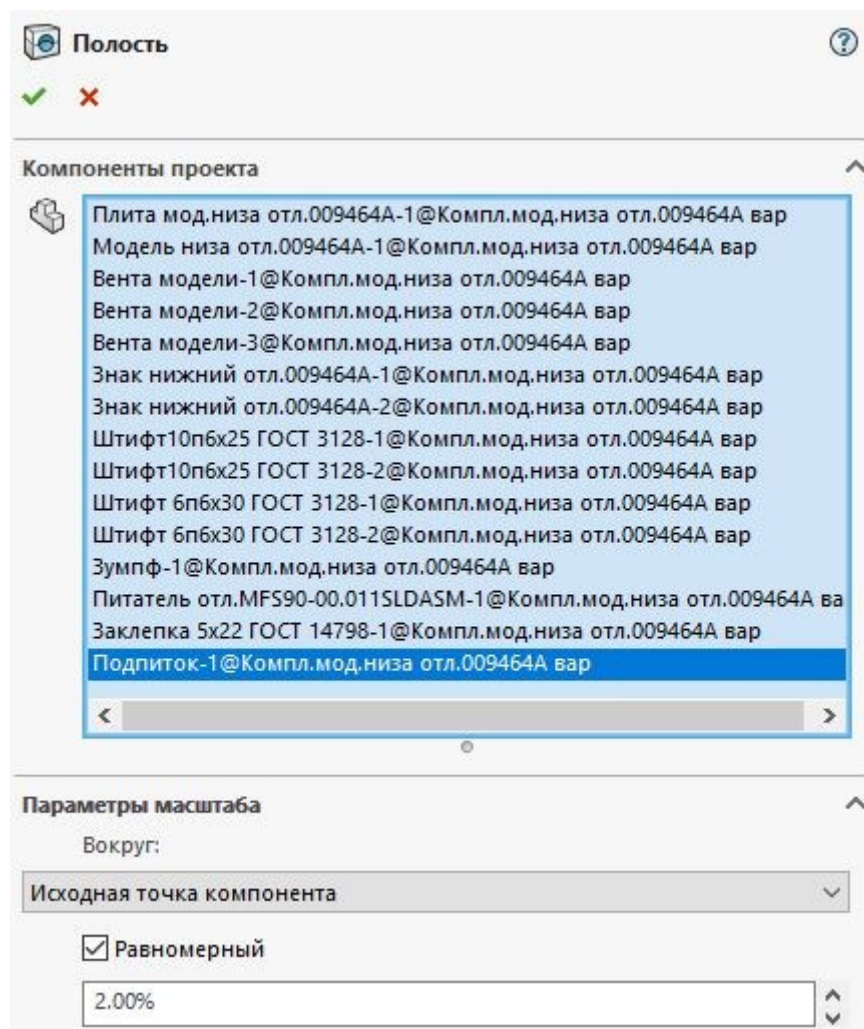 Полость
Компоненты проекта
Плита мод.низа отл.009464А-1@Компл.мод.низа отл.009464А вар
Модель низа отл.009464А-1@Компл.мод.низа отл.009464А вар
Вента модели-1@Компл.мод.низа отл.009464А вар
Вента модели-2@Компл.мод.низа отл.009464А вар
Вента модели-3@Компл.мод.низа отл.009464А вар
Знак нижний отл.009464А-1@Компл.мод.низа отл.009464А вар
Знак нижний отл.009464А-2@Компл.мод.низа отл.009464А вар
Штифт10п6х25 ГОСТ 3128-1@Компл.мод.низа отл.009464А вар
Штифт10п6х25 ГОСТ 3128-2@Компл.мод.низа отл.009464А вар
Штифт 6п6х30 ГОСТ 3128-1@Компл.мод.низа отл.009464А вар
Штифт 6п6х30 ГОСТ 3128-2@Компл.мод.низа отл.009464А вар
Зумпф-1@Компл.мод.низа отл.009464А вар
Питатель отл.MFS90-00.011SLDASM-1@Компл.мод.низа отл.009464А ва
Заклепка 5х22 ГОСТ 14798-1@Компл.мод.низа отл.009464А вар
Подпиток-1@Компл.мод.низа отл.009464А вар
Параметры масштаба
Вокруг:
Исходная точка компонента
Равномерный
2.00%